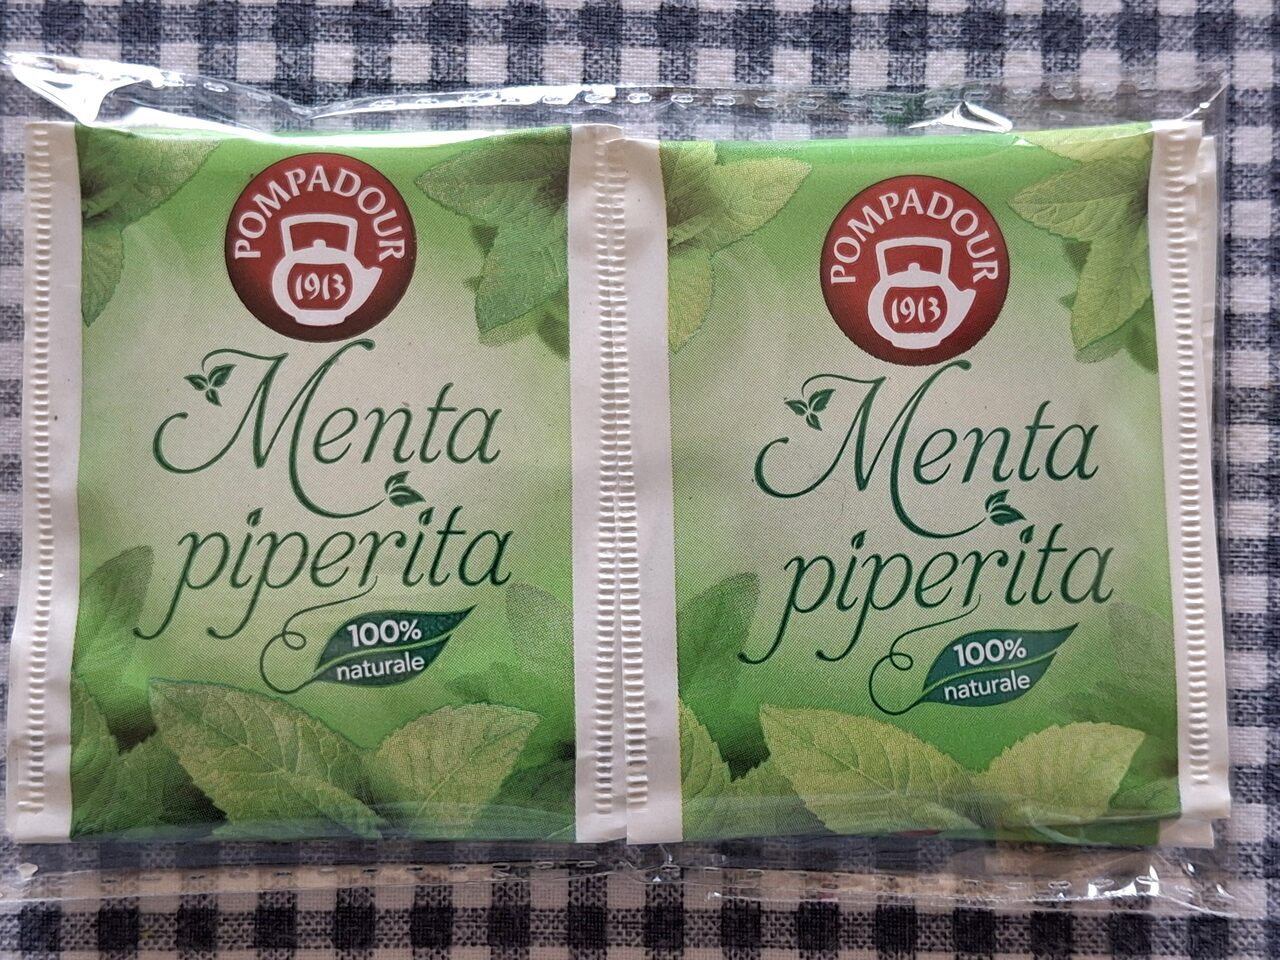 POMPADOUR
1913
Menta
piperita
100%
naturale
POMPADOUR
1913
Menta
piperita
100%
naturale